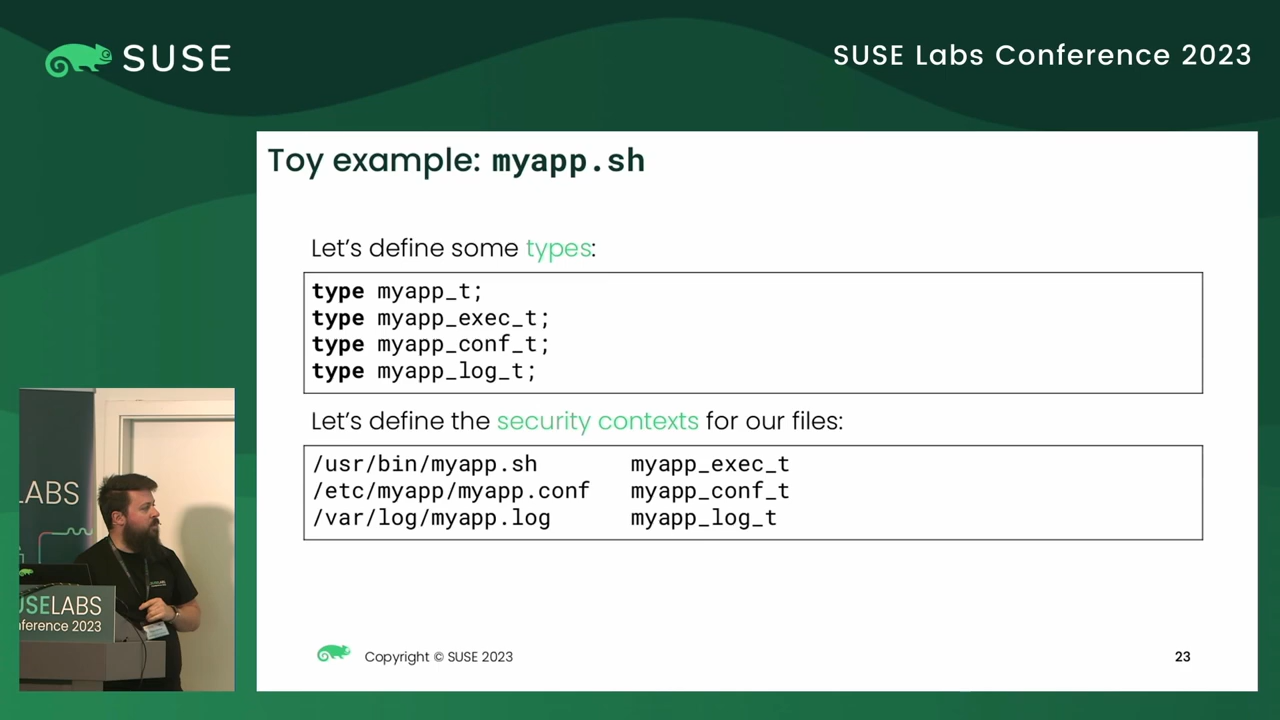 SUSE
SUSE Labs Conference 2023
Toy example: myapp.sh
Let's define some types:
type myapp_t;
type myapp_exec_t;
type myapp_conf_t;
type myapp_log_t;
Let's define the security contexts for our files:
/usr/bin/myapp.sh myapp_exec_t
/etc/myapp/myapp.conf myapp_conf_t
/var/log/myapp.log myapp_log_t
LABS
USELABS
nference 2023
Copyright © SUSE 2023
23